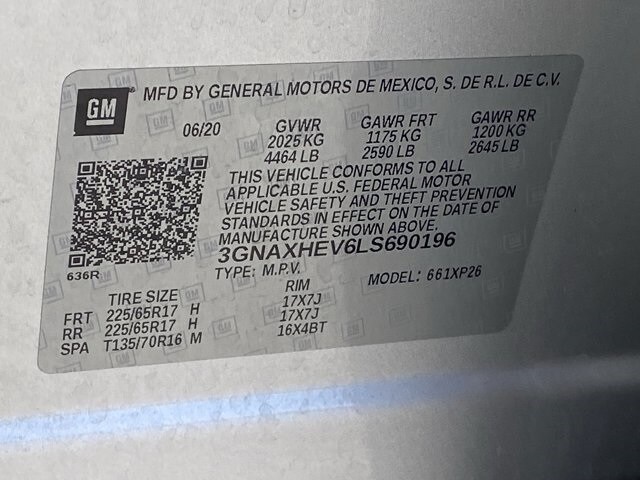 GM MFD BY GENERAL MOTORS DE MEXICO, S. DE R.L. DE C.V.
06/20 GVWR GAWR FRT GAWR RR
2025 KG 1175 KG 1200 KG
4464 LB 2590 LB 2645 LB
THIS VEHICLE CONFORMS TO ALL
APPLICABLE U.S. FEDERAL MOTOR
VEHICLE SAFETY AND THEFT PREVENTION
STANDARDS IN EFFECT ON THE DATE OF
MANUFACTURE SHOWN ABOVE.
636R 3GNAXHEV6LS690196
TYPE: M.P.V. MODEL: 661XP26
TIRE SIZE RIM
FRT 225/65R17 H 17X7J
RR 225/65R17 H 17X7J
SPA T135/70R16 M 16X4BT